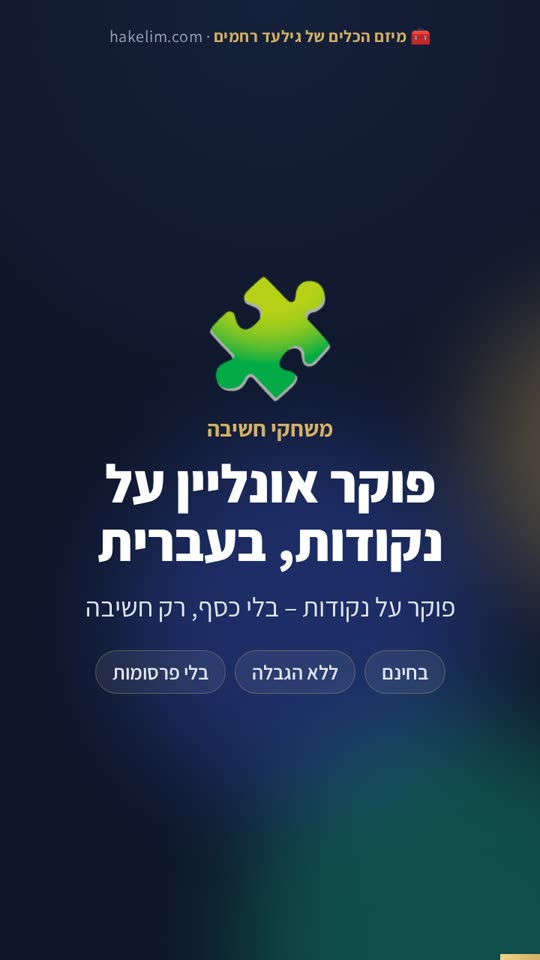 🧰 מיזם הכלים של גילעד רחמים · hakelim.com
משחקי חשיבה
פוקר אונליין על
נקודות, בעברית
פוקר על נקודות – בלי כסף, רק חשיבה
בחינם
ללא הגבלה
בלי פרסומות